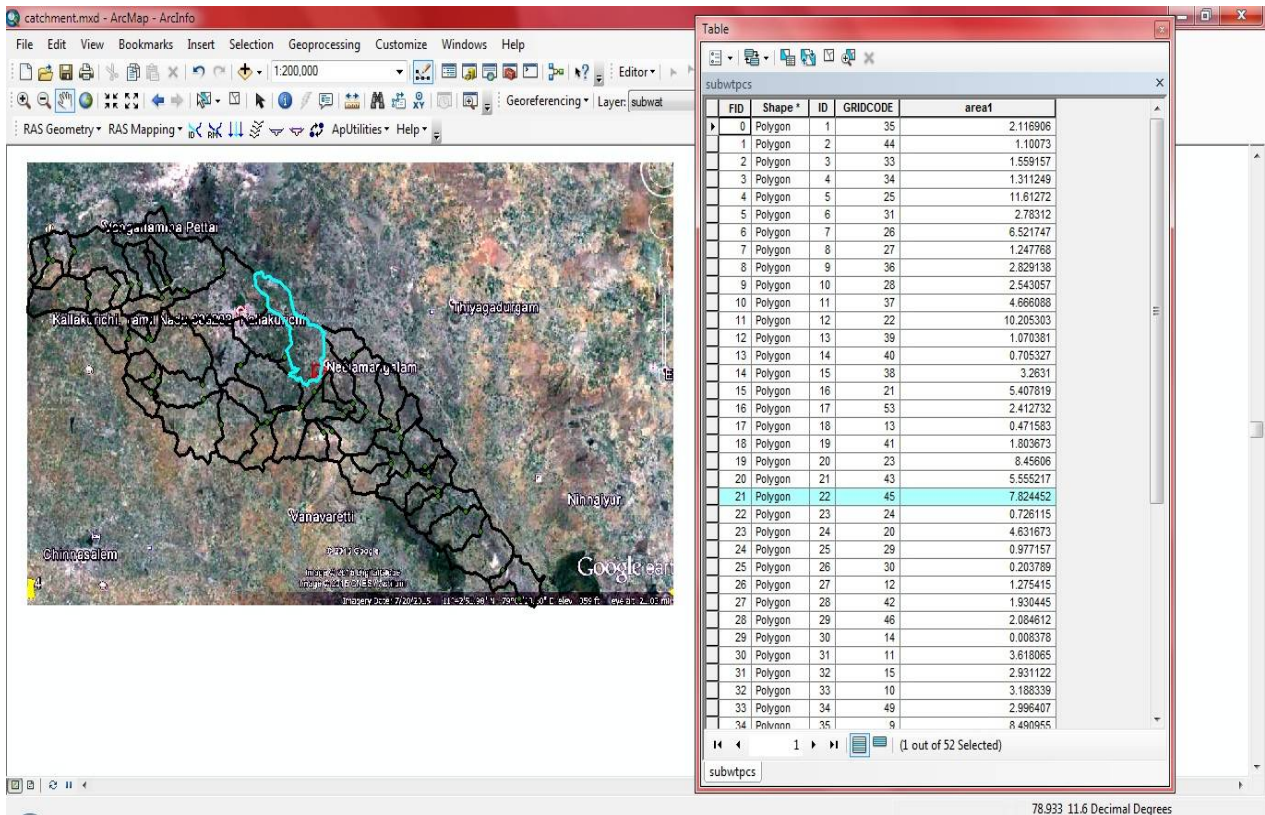 catchment.mxd - ArcMap - ArcInfo
File Edit View Bookmarks Insert Selection Geoprocessing Customize Windows Help
1:200,000 Editor
Georeferencing Layer: subwat
RAS Geometry RAS Mapping ApUtilities Help
Pettai
Thiyagadurgam
Kallakurichi
Ninnaiyur
Vanavaretti
Chinnasalem
Google
Imagery Date: 7/20/2015
Table
subwtpcs
FID Shape * ID GRIDCODE area1
0 Polygon 1 35 2.116906
1 Polygon 2 44 1.10073
2 Polygon 3 33 1.559157
3 Polygon 4 34 1.311249
4 Polygon 5 25 11.61272
5 Polygon 6 31 2.78312
6 Polygon 7 26 6.521747
7 Polygon 8 27 1.247768
8 Polygon 9 36 2.829138
9 Polygon 10 28 2.543057
10 Polygon 11 37 4.666088
11 Polygon 12 22 10.205303
12 Polygon 13 39 1.070381
13 Polygon 14 40 0.705327
14 Polygon 15 38 3.2631
15 Polygon 16 21 5.407819
16 Polygon 17 53 2.412732
17 Polygon 18 13 0.471583
18 Polygon 19 41 1.803673
19 Polygon 20 23 8.45606
20 Polygon 21 43 5.555217
21 Polygon 22 45 7.824452
22 Polygon 23 24 0.726115
23 Polygon 24 20 4.631673
24 Polygon 25 29 0.977157
25 Polygon 26 30 0.203789
26 Polygon 27 12 1.275415
27 Polygon 28 42 1.930445
28 Polygon 29 46 2.084612
29 Polygon 30 14 0.008378
30 Polygon 31 11 3.618065
31 Polygon 32 15 2.931122
32 Polygon 33 10 3.188339
33 Polygon 34 49 2.996407
34 Polygon 35 9 8.490955
1 (1 out of 52 Selected)
subwtpcs
78.933 11.6 Decimal Degrees